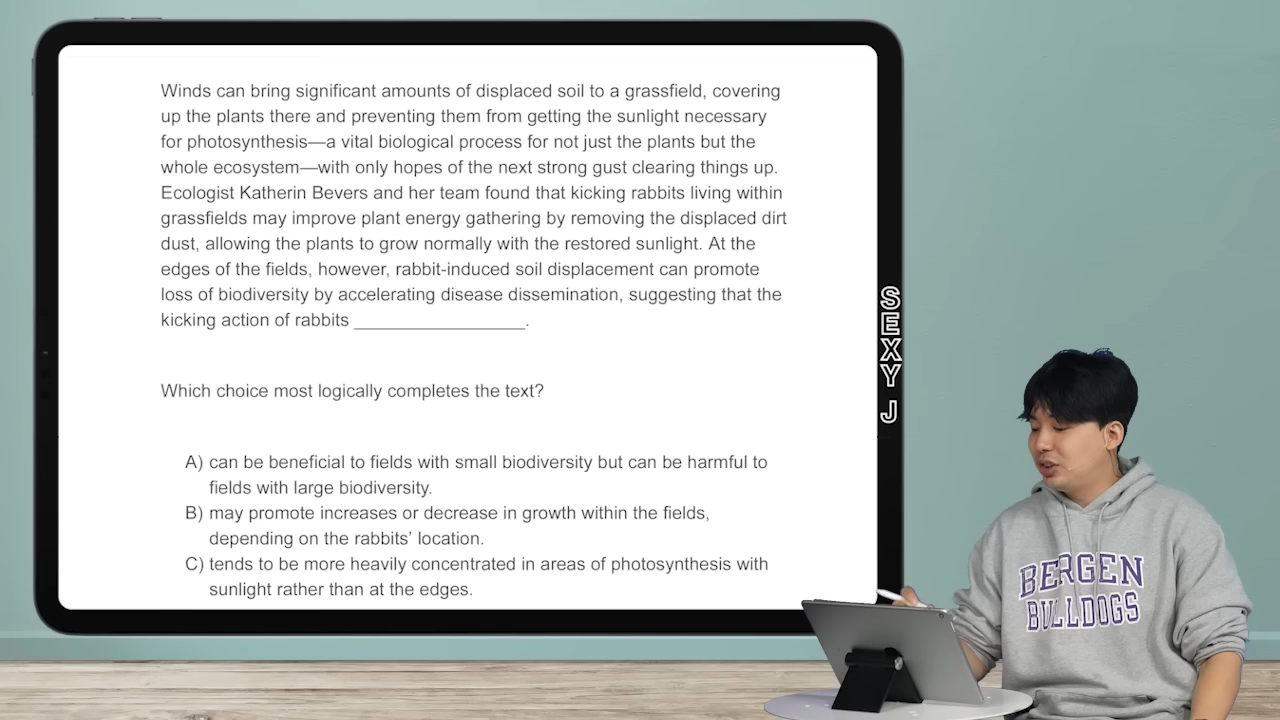 Winds can bring significant amounts of displaced soil to a grassfield, covering
up the plants there and preventing them from getting the sunlight necessary
for photosynthesis—a vital biological process for not just the plants but the
whole ecosystem—with only hopes of the next strong gust clearing things up.
Ecologist Katherin Bevers and her team found that kicking rabbits living within
grassfields may improve plant energy gathering by removing the displaced dirt
dust, allowing the plants to grow normally with the restored sunlight. At the
edges of the fields, however, rabbit-induced soil displacement can promote
loss of biodiversity by accelerating disease dissemination, suggesting that the
kicking action of rabbits __________________.
Which choice most logically completes the text?
A) can be beneficial to fields with small biodiversity but can be harmful to
fields with large biodiversity.
B) may promote increases or decrease in growth within the fields,
depending on the rabbits’ location.
C) tends to be more heavily concentrated in areas of photosynthesis with
sunlight rather than at the edges.
SEXY J
BERGEN
BULLDOGS